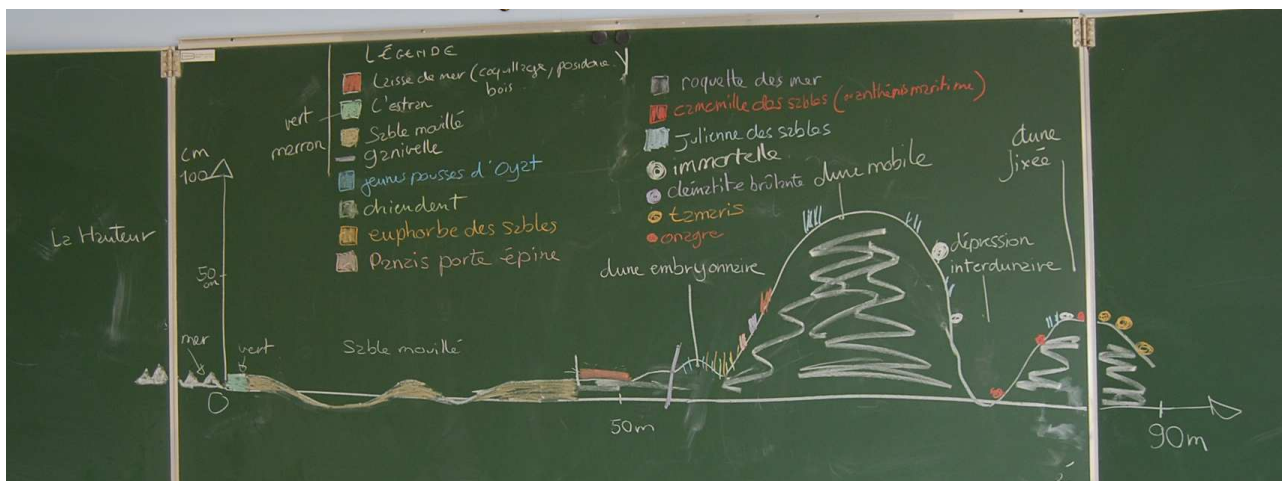 LÉGENDE
Laisse de mer (coquillage, posidonie
bois
L'estran
Sable mouillé
ganivelle
jeunes pousses d'Oyat
chiendent
euphorbe des sables
Panais porte épine
vert
marron
roquette des mer
camomille des sables (=anthémis maritime)
Julienne des sables
immortelle
clématite brûlante
tamaris
onagre
dune mobile
dune
fixée
cm
100
La Hauteur
50
cm
dune embryonnaire
dépression
interdunaire
mer
vert
Sable mouillé
0
50m
90m